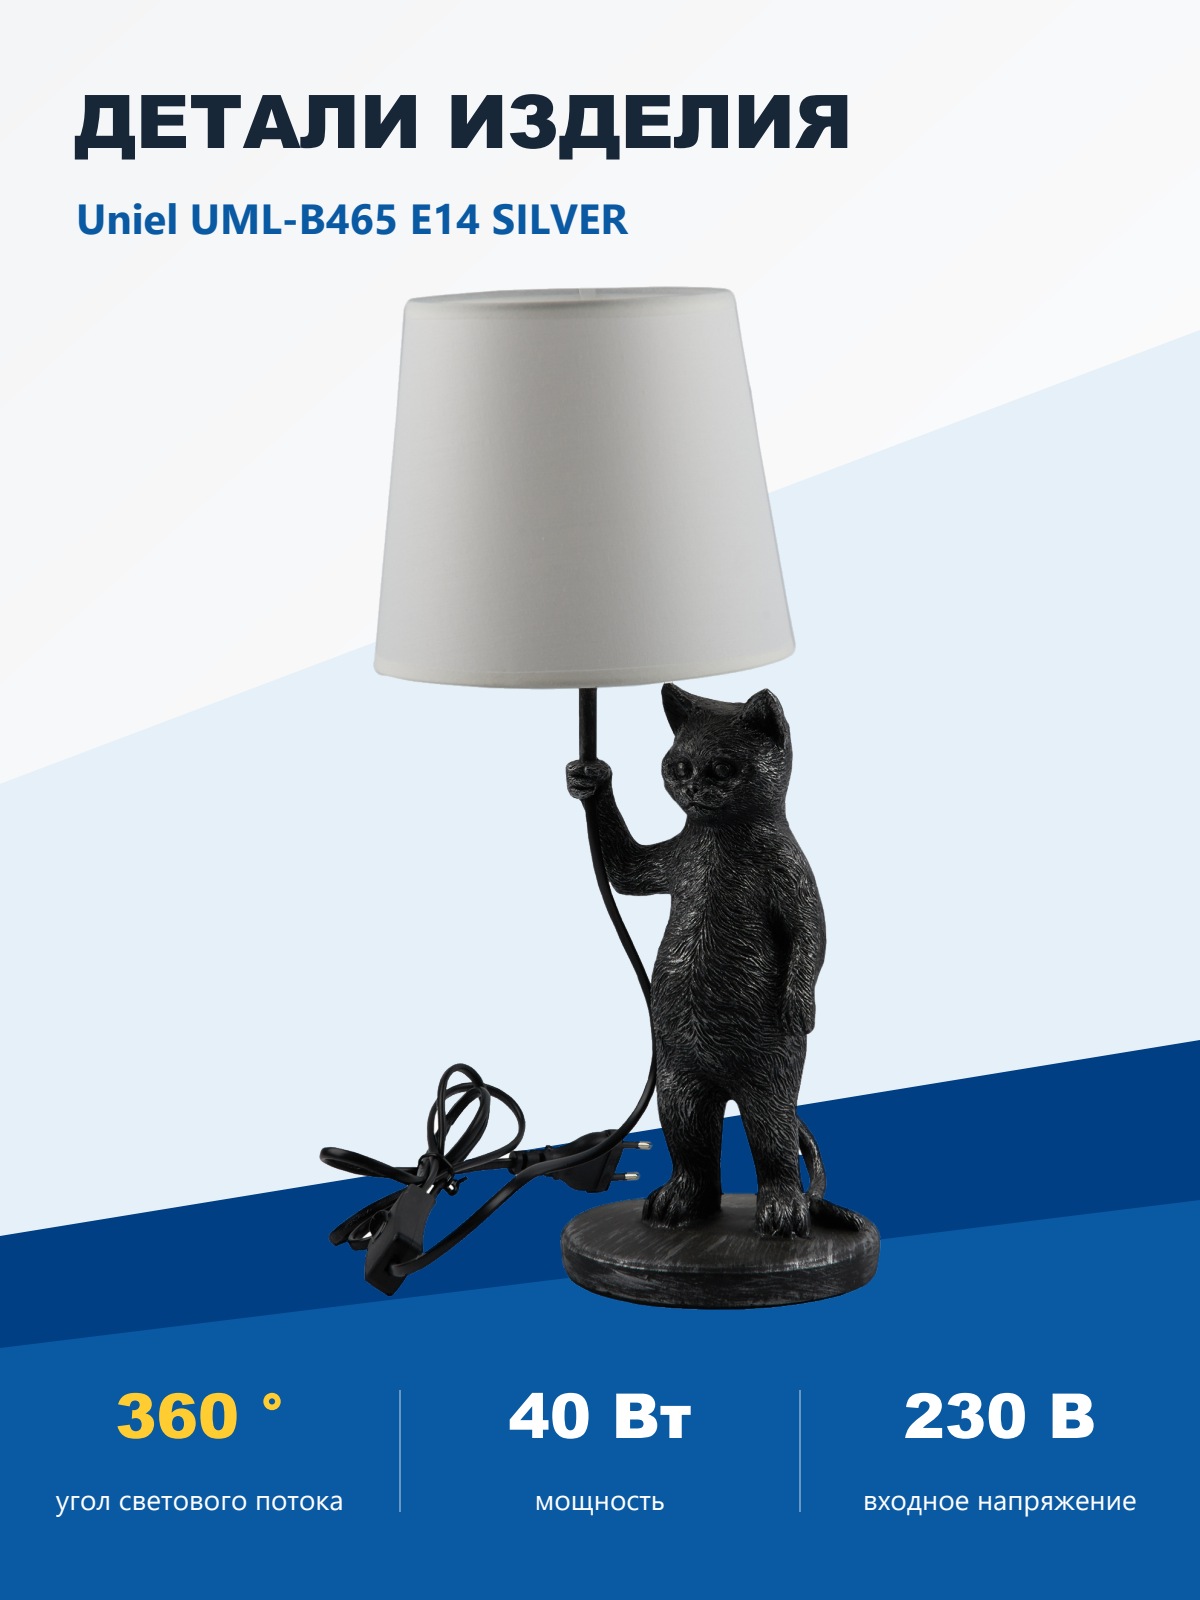 ДЕТАЛИ ИЗДЕЛИЯ
Uniel UML-B465 E14 SILVER
360 °
40 Вт
230 В
угол светового потока
мощность
входное напряжение